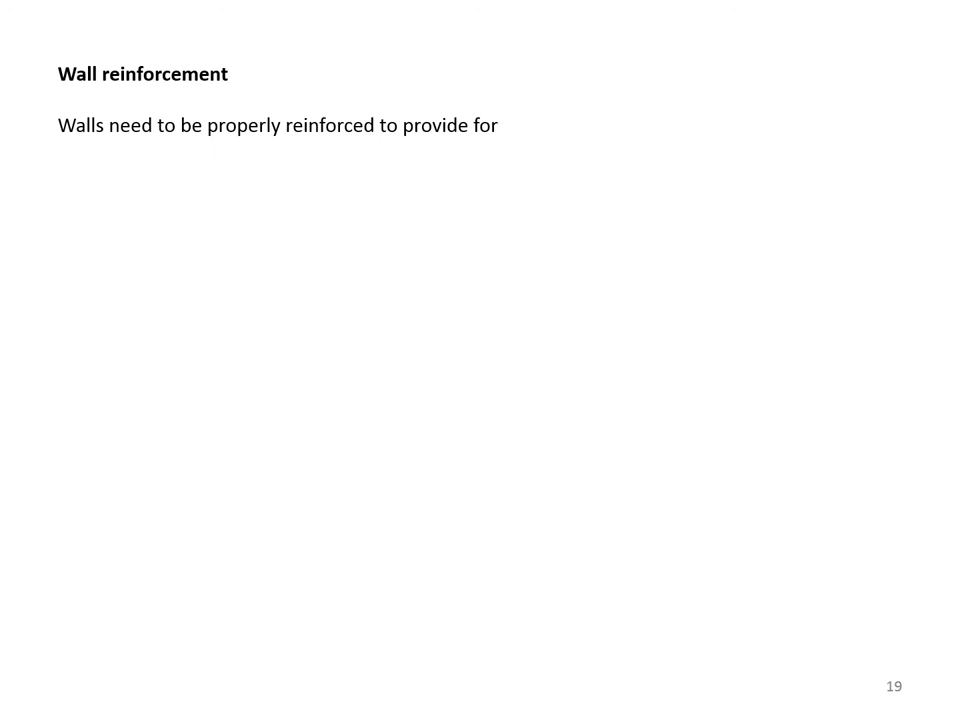 Wall reinforcement
Walls need to be properly reinforced to provide for
19